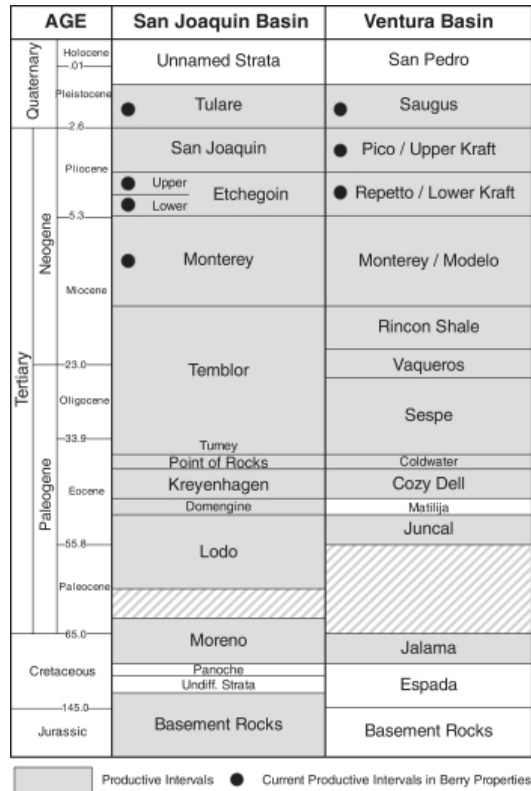 AGE San Joaquin Basin Ventura Basin
Quaternary
Holocene
.01
Pleistocene
2.6
Tertiary
Neogene
Pliocene
5.3
Miocene
23.0
Paleogene
Oligocene
33.9
Eocene
55.8
Paleocene
65.0
Cretaceous
145.0
Jurassic
Unnamed Strata
Tulare
San Joaquin
Upper
Lower
Etchegoin
Monterey
Temblor
Tumey
Point of Rocks
Kreyenhagen
Domengine
Lodo
Moreno
Panoche
Undiff. Strata
Basement Rocks
San Pedro
Saugus
Pico / Upper Kraft
Repetto / Lower Kraft
Monterey / Modelo
Rincon Shale
Vaqueros
Sespe
Coldwater
Cozy Dell
Matilija
Juncal
Jalama
Espada
Basement Rocks
Productive Intervals Current Productive Intervals in Berry Properties